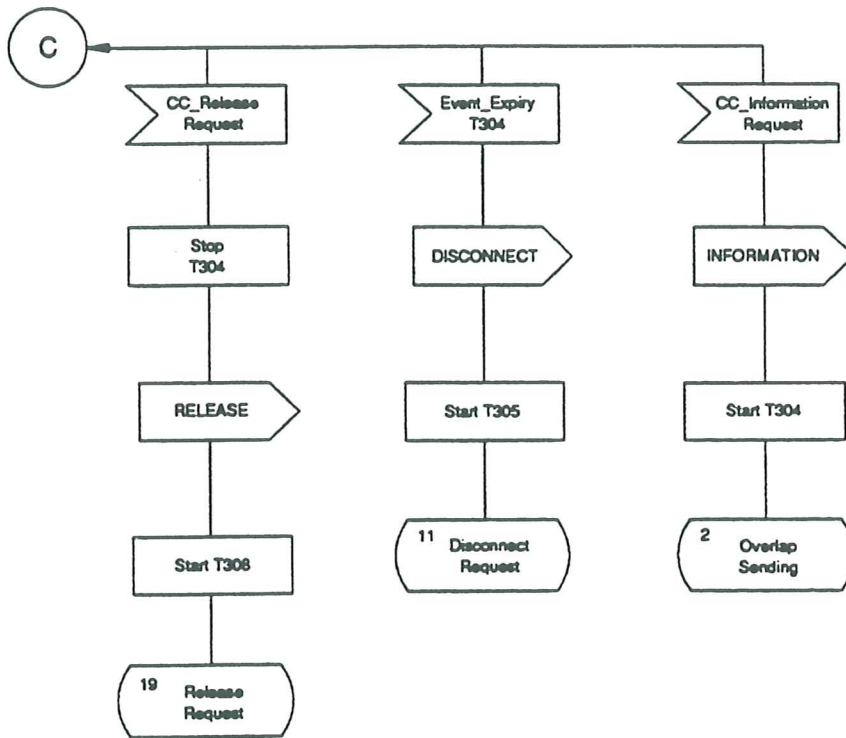 C
CC_Release
Request
Stop
T304
RELEASE
Start T308
19
Release
Request
Event_Expiry
T304
DISCONNECT
Start T305
11
Disconnect
Request
CC_Information
Request
INFORMATION
Start T304
2
Overlap
Sending